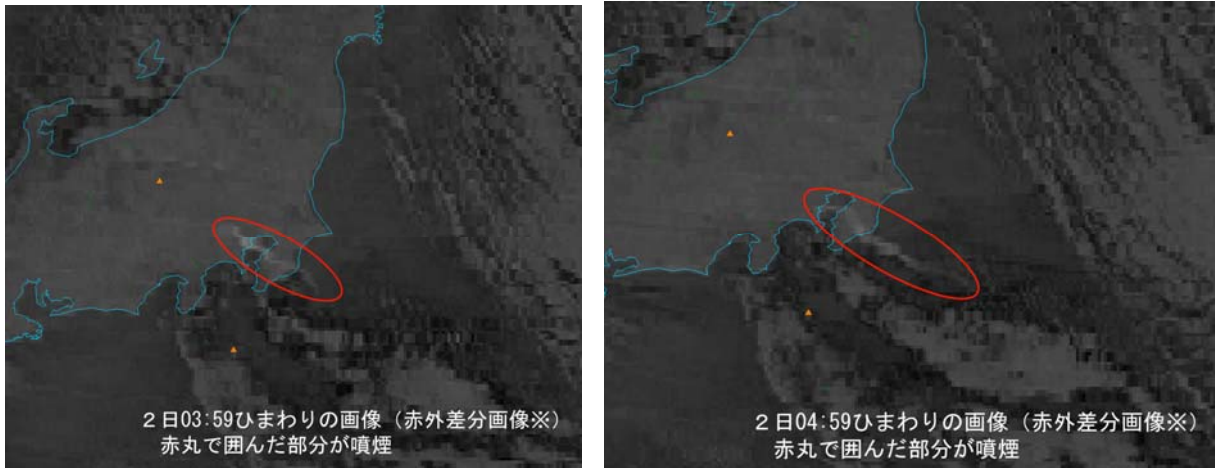 ２日03:59ひまわりの画像（赤外差分画像※）
赤丸で囲んだ部分が噴煙
２日04:59ひまわりの画像（赤外差分画像※）
赤丸で囲んだ部分が噴煙